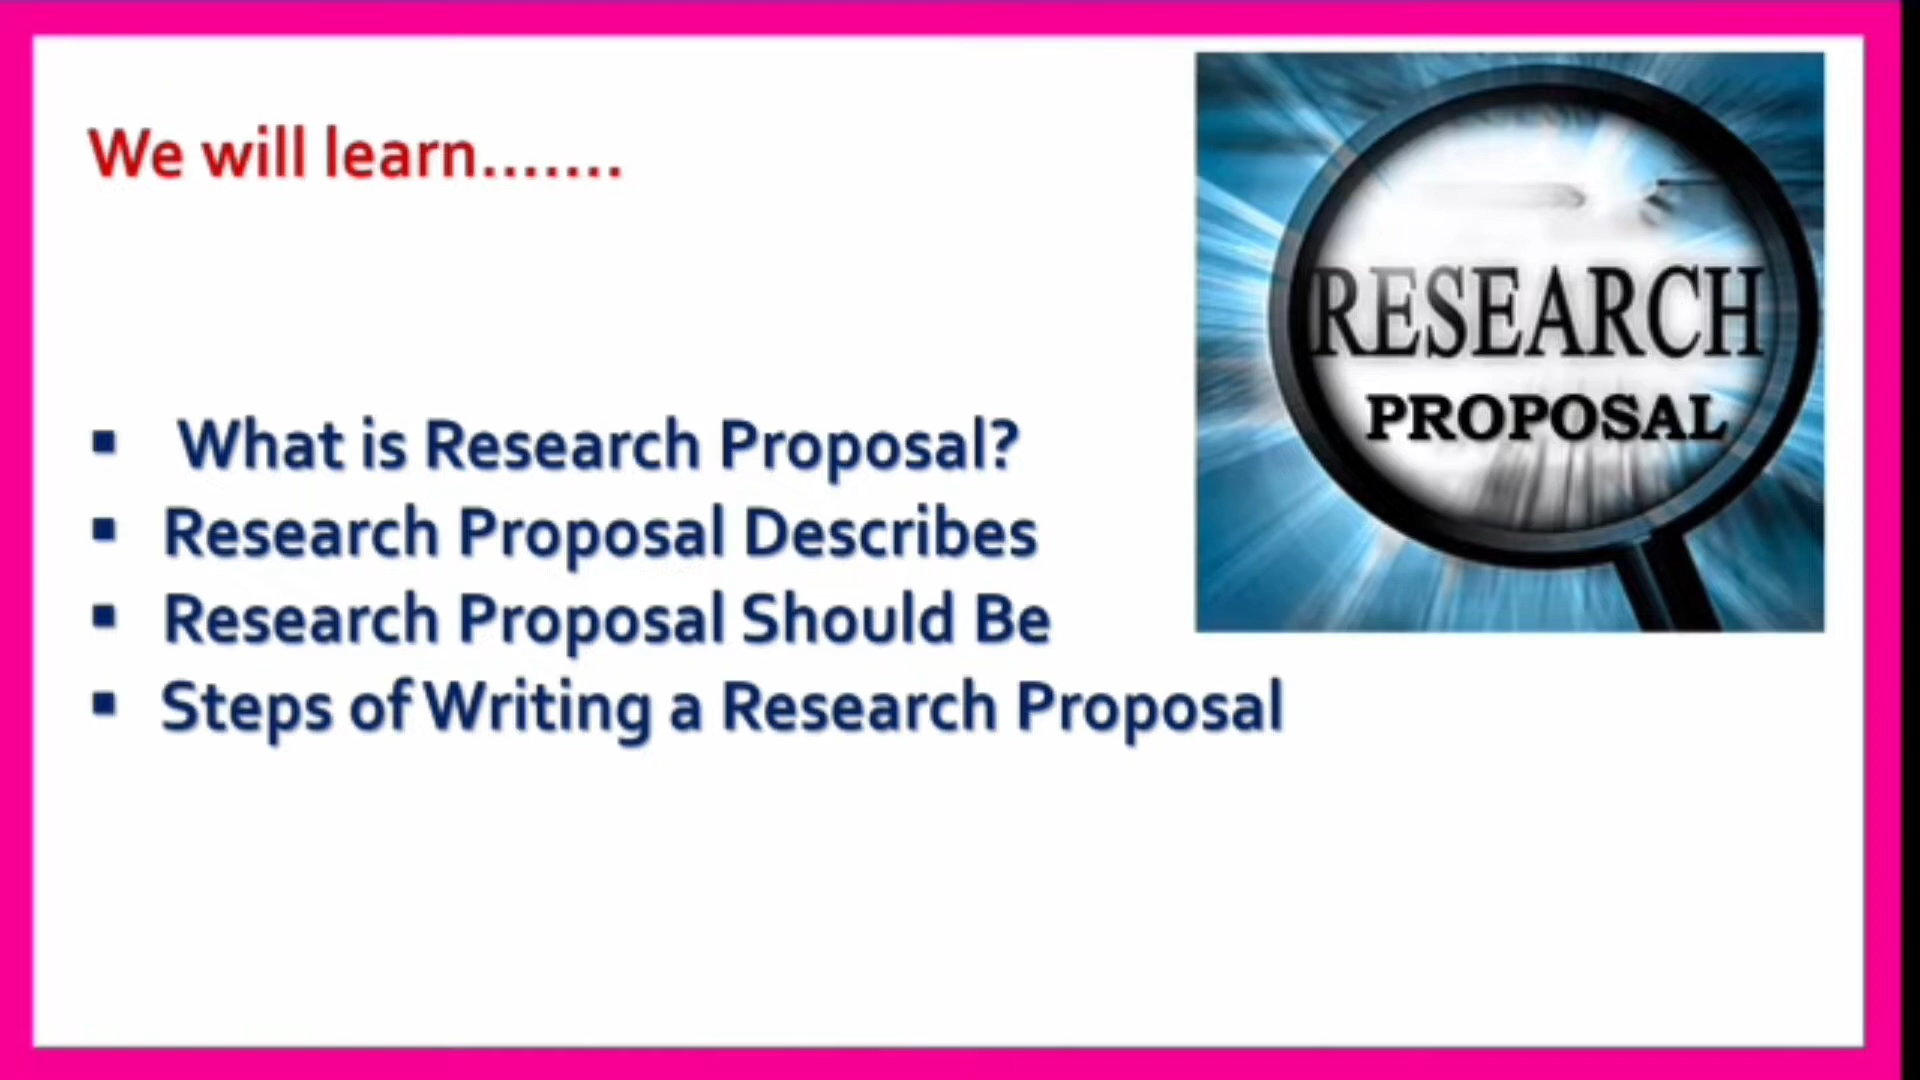 We will learn.......
RESEARCH
PROPOSAL
▪ What is Research Proposal?
▪ Research Proposal Describes
▪ Research Proposal Should Be
▪ Steps of Writing a Research Proposal